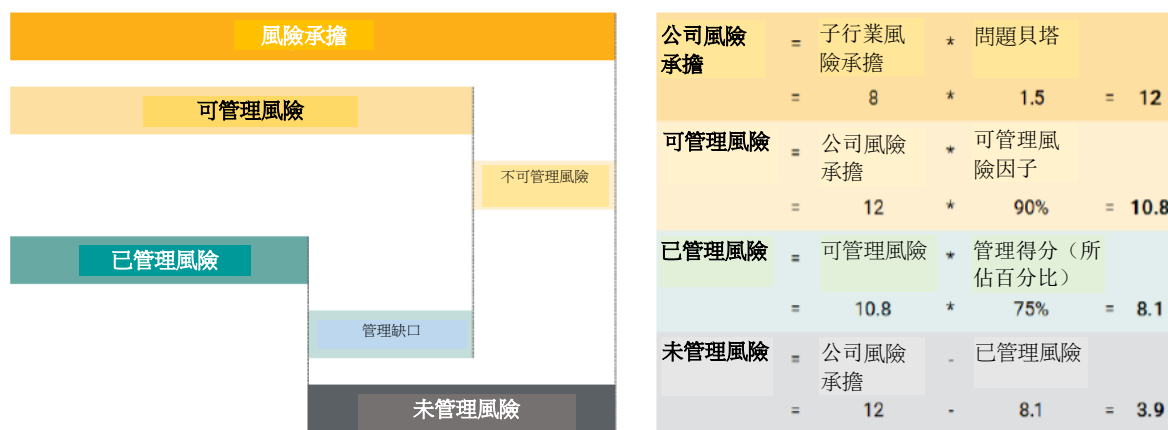 風險承擔
可管理風險
不可管理風險
已管理風險
管理缺口
未管理風險
公司風險
承擔
=
子行業風
險承擔
*
問題貝塔
= 8 * 1.5 = 12
可管理風險
=
公司風險
承擔
*
可管理風
險因子
= 12 * 90% = 10.8
已管理風險 = 可管理風險 *
管理得分（所
佔百分比）
= 10.8 * 75% = 8.1
未管理風險
=
公司風險
承擔
-
已管理風險
= 12 - 8.1 = 3.9